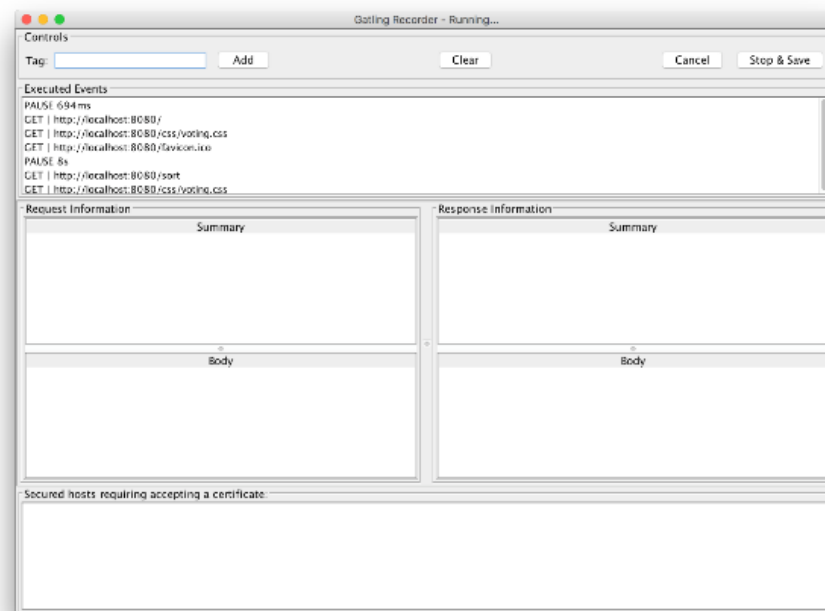 Gatling Recorder - Running...
Controls
Tag: Add Clear Cancel Stop & Save
Executed Events
PAUSE 694ms
GET | http://localhost:8080/
GET | http://localhost:8080/css/voting.css
GET | http://localhost:8080/favicon.ico
PAUSE 8s
GET | http://localhost:8080/sort
GET | http://localhost:8080/css/voting.css
Request Information Response Information
Summary Summary
Body Body
Secured hosts requiring accepting a certificate: